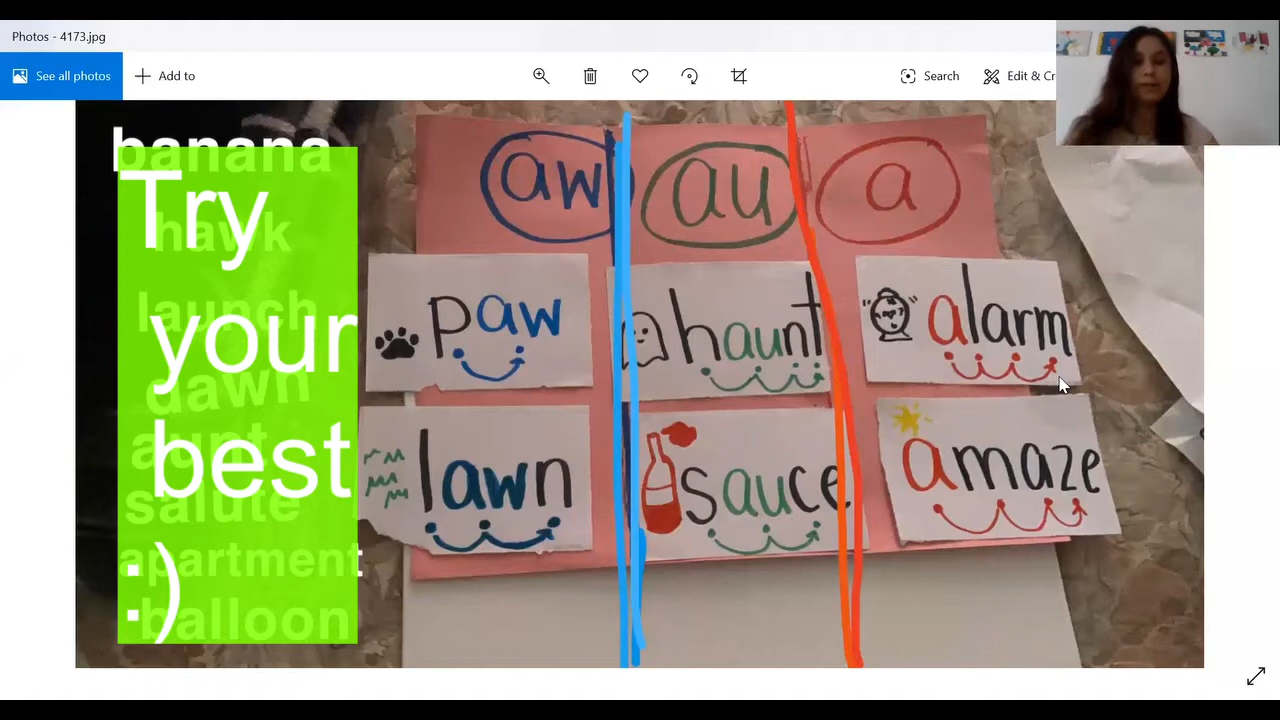 Photos - 4173.jpg
See all photos
Add to
Search
Edit & Cr
banana
hawk
launch
dawn
aunt
salute
apartment
balloon
Try
your
best
:)
aw au a
paw haunt alarm
lawn sauce amaze